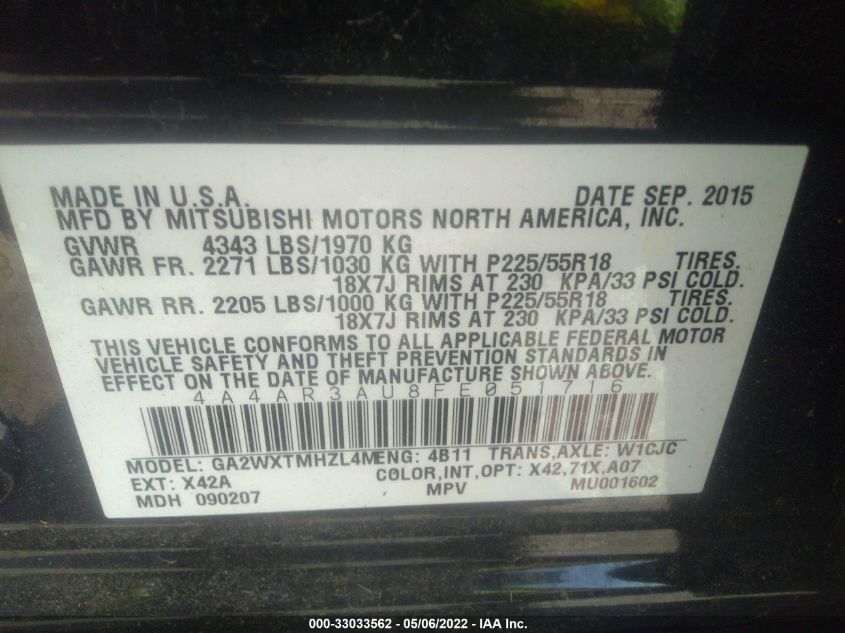 MADE IN U.S.A. DATE SEP. 2015
MFD BY MITSUBISHI MOTORS NORTH AMERICA, INC.
GVWR 4343 LBS/1970 KG
GAWR FR. 2271 LBS/1030 KG WITH P225/55R18 TIRES.
18X7J RIMS AT 230 KPA/33 PSI COLD.
GAWR RR. 2205 LBS/1000 KG WITH P225/55R18 TIRES.
18X7J RIMS AT 230 KPA/33 PSI COLD.
THIS VEHICLE CONFORMS TO ALL APPLICABLE FEDERAL MOTOR
VEHICLE SAFETY AND THEFT PREVENTION STANDARDS IN
EFFECT ON THE DATE OF MANUFACTURE SHOWN ABOVE.
4A4AR3AU8FE051716
MODEL: GA2WXTMHZL4M ENG: 4B11 TRANS,AXLE: W1CJC
EXT: X42A COLOR,INT,OPT: X42,71X,A07
MDH 090207 MPV MU001602
000-33033562 - 05/06/2022 - IAA Inc.